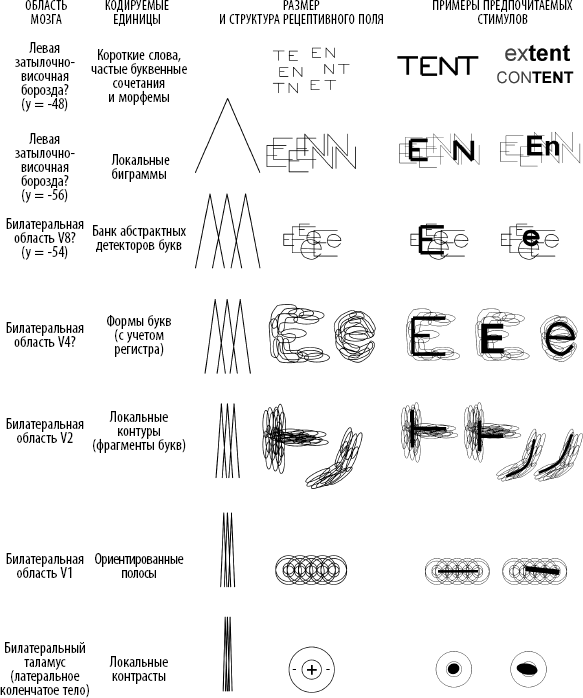 ОБЛАСТЬ
МОЗГА
КОДИРУЕМЫЕ
ЕДИНИЦЫ
РАЗМЕР
И СТРУКТУРА РЕЦЕПТИВНОГО ПОЛЯ
ПРИМЕРЫ ПРЕДПОЧИТАЕМЫХ
СТИМУЛОВ
Левая
затылочно-
височная
борозда?
(y = -48)
Короткие слова,
частые буквенные
сочетания
и морфемы
TE EN
EN NT
TN ET
TENT
extent
CONTENT
Левая
затылочно-
височная
борозда?
(y = -56)
Локальные
биграммы
E N
En
Билатеральная
область V8?
(y = -54)
Банк абстрактных
детекторов букв
E
e
Билатеральная
область V4?
Формы букв
(с учетом
регистра)
E e
E E e
Билатеральная
область V2
Локальные
контуры
(фрагменты букв)
Билатеральная
область V1
Ориентированные
полосы
Билатеральный
таламус
(латеральное
коленчатое тело)
Локальные
контрасты
- + -